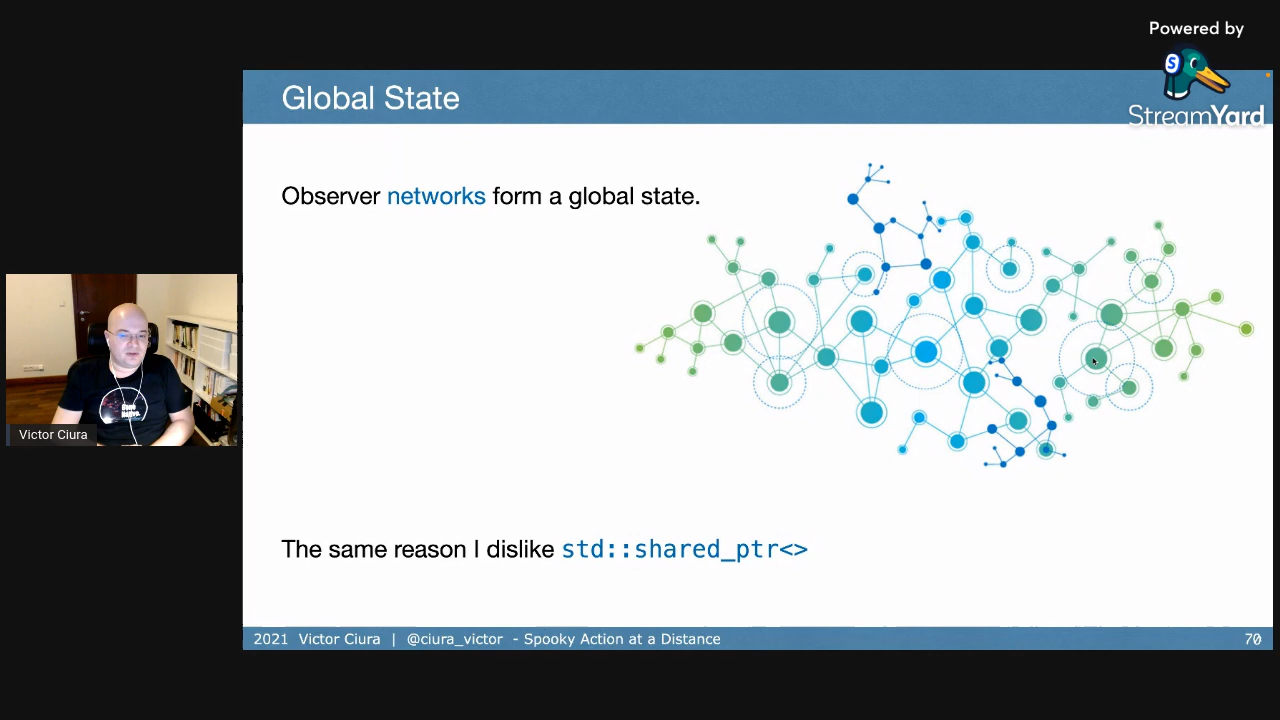 Powered by
StreamYard
Global State
Observer networks form a global state.
Victor Ciura
The same reason I dislike std::shared_ptr<>
2021 Victor Ciura | @ciura_victor - Spooky Action at a Distance
70